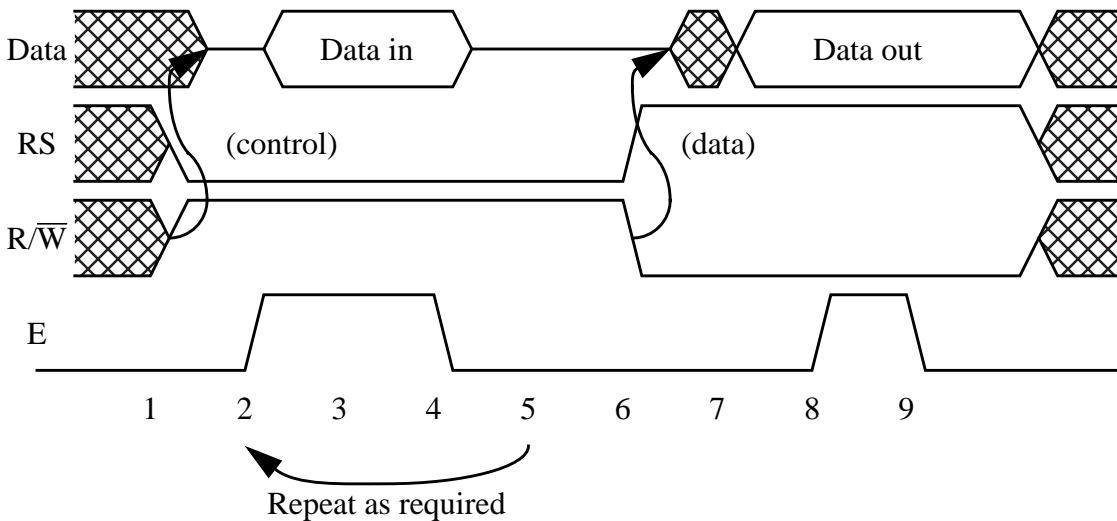 Data
Data in
Data out
RS
(control)
(data)
R/W̅
E
1 2 3 4 5 6 7 8 9
Repeat as required